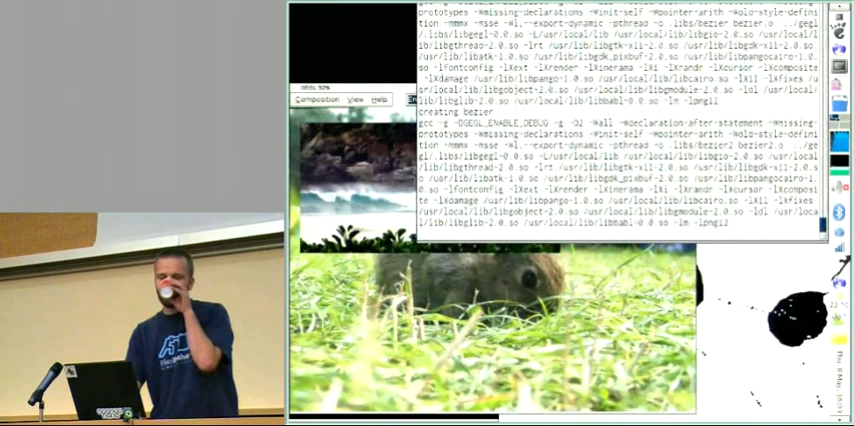 prototypes -Wmissing-declarations -Winit-self -Wpointer-arith -Wold-style-defini
tion -mmmx -msse -Wl,--export-dynamic -pthread -o .libs/bezier bezier.o ../gegl
/.libs/libgegl-0.0.so -L/usr/local/lib /usr/local/lib/libgio-2.0.so /usr/local/l
ib/libgthread-2.0.so -lrt /usr/lib/libgtk-x11-2.0.so /usr/lib/libgdk-x11-2.0.so
/usr/lib/libatk-1.0.so /usr/lib/libgdk_pixbuf-2.0.so /usr/lib/libpangocairo-1.0.
so -lfontconfig -lXext -lXrender -lXinerama -lXi -lXrandr -lXcursor -lXcomposite
-lXdamage /usr/lib/libpango-1.0.so /usr/lib/libcairo.so -lX11 -lXfixes /u
sr/local/lib/libgobject-2.0.so /usr/local/lib/libgmodule-2.0.so -ldl /usr/local/
lib/libglib-2.0.so /usr/local/lib/libbabl-0.0.so -lm -lpng12
creating bezier
gcc -g -DGEGL_ENABLE_DEBUG -g -O2 -Wall -Wdeclaration-after-statement -Wmissing-
prototypes -Wmissing-declarations -Winit-self -Wpointer-arith -Wold-style-defini
tion -mmmx -msse -Wl,--export-dynamic -pthread -o .libs/bezier2 bezier2.o ../ge
gl/.libs/libgegl-0.0.so -L/usr/local/lib /usr/local/lib/libgio-2.0.so /usr/loca
l/lib/libgthread-2.0.so -lrt /usr/lib/libgtk-x11-2.0.so /usr/lib/libgdk-x11-2.0.s
o /usr/lib/libatk-1.0.so /usr/lib/libgdk_pixbuf-2.0.so /usr/lib/libpangocairo-1.
0.so -lfontconfig -lXext -lXrender -lXinerama -lXi -lXrandr -lXcursor -lXcomposi
te -lXdamage /usr/lib/libpango-1.0.so /usr/lib/libcairo.so -lX11 -lXfixes
/usr/local/lib/libgobject-2.0.so /usr/local/lib/libgmodule-2.0.so -ldl /usr/loca
l/lib/libglib-2.0.so /usr/local/lib/libbabl-0.0.so -lm -lpng12
GEGL 50%
Composition View Help
Thu 8 May,